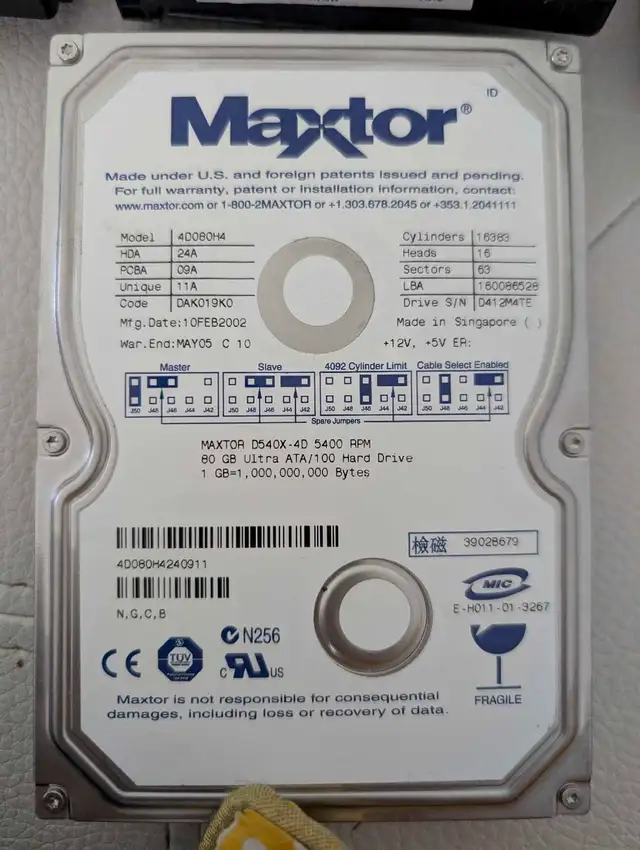 Maxtor®
ID
Made under U.S. and foreign patents issued and pending.
For full warranty, patent or installation information, contact:
www.maxtor.com or 1-800-2MAXTOR or +1.303.678.2045 or +353.1.2041111
Model 4D080H4
HDA 24A
PCBA 09A
Unique 11A
Code DAK019K0
Mfg.Date:10FEB2002
War.End:MAY05 C 10
Cylinders 16383
Heads 16
Sectors 63
LBA 160086528
Drive S/N D412M4TE
Made in Singapore ( )
+12V, +5V ER:
Master Slave 4092 Cylinder Limit Cable Select Enabled
J50 J48 J46 J44 J42 J50 J48 J46 J44 J42 J50 J48 J46 J44 J42 J50 J48 J46 J44 J42
Spare Jumpers
MAXTOR D540X-4D 5400 RPM
80 GB Ultra ATA/100 Hard Drive
1 GB=1,000,000,000 Bytes
4D080H4240911
N,G,C,B
檢磁 3902B679
MIC
E-H011-01-3267
CE TÜV N256
c US
FRAGILE
Maxtor is not responsible for consequential
damages, including loss or recovery of data.